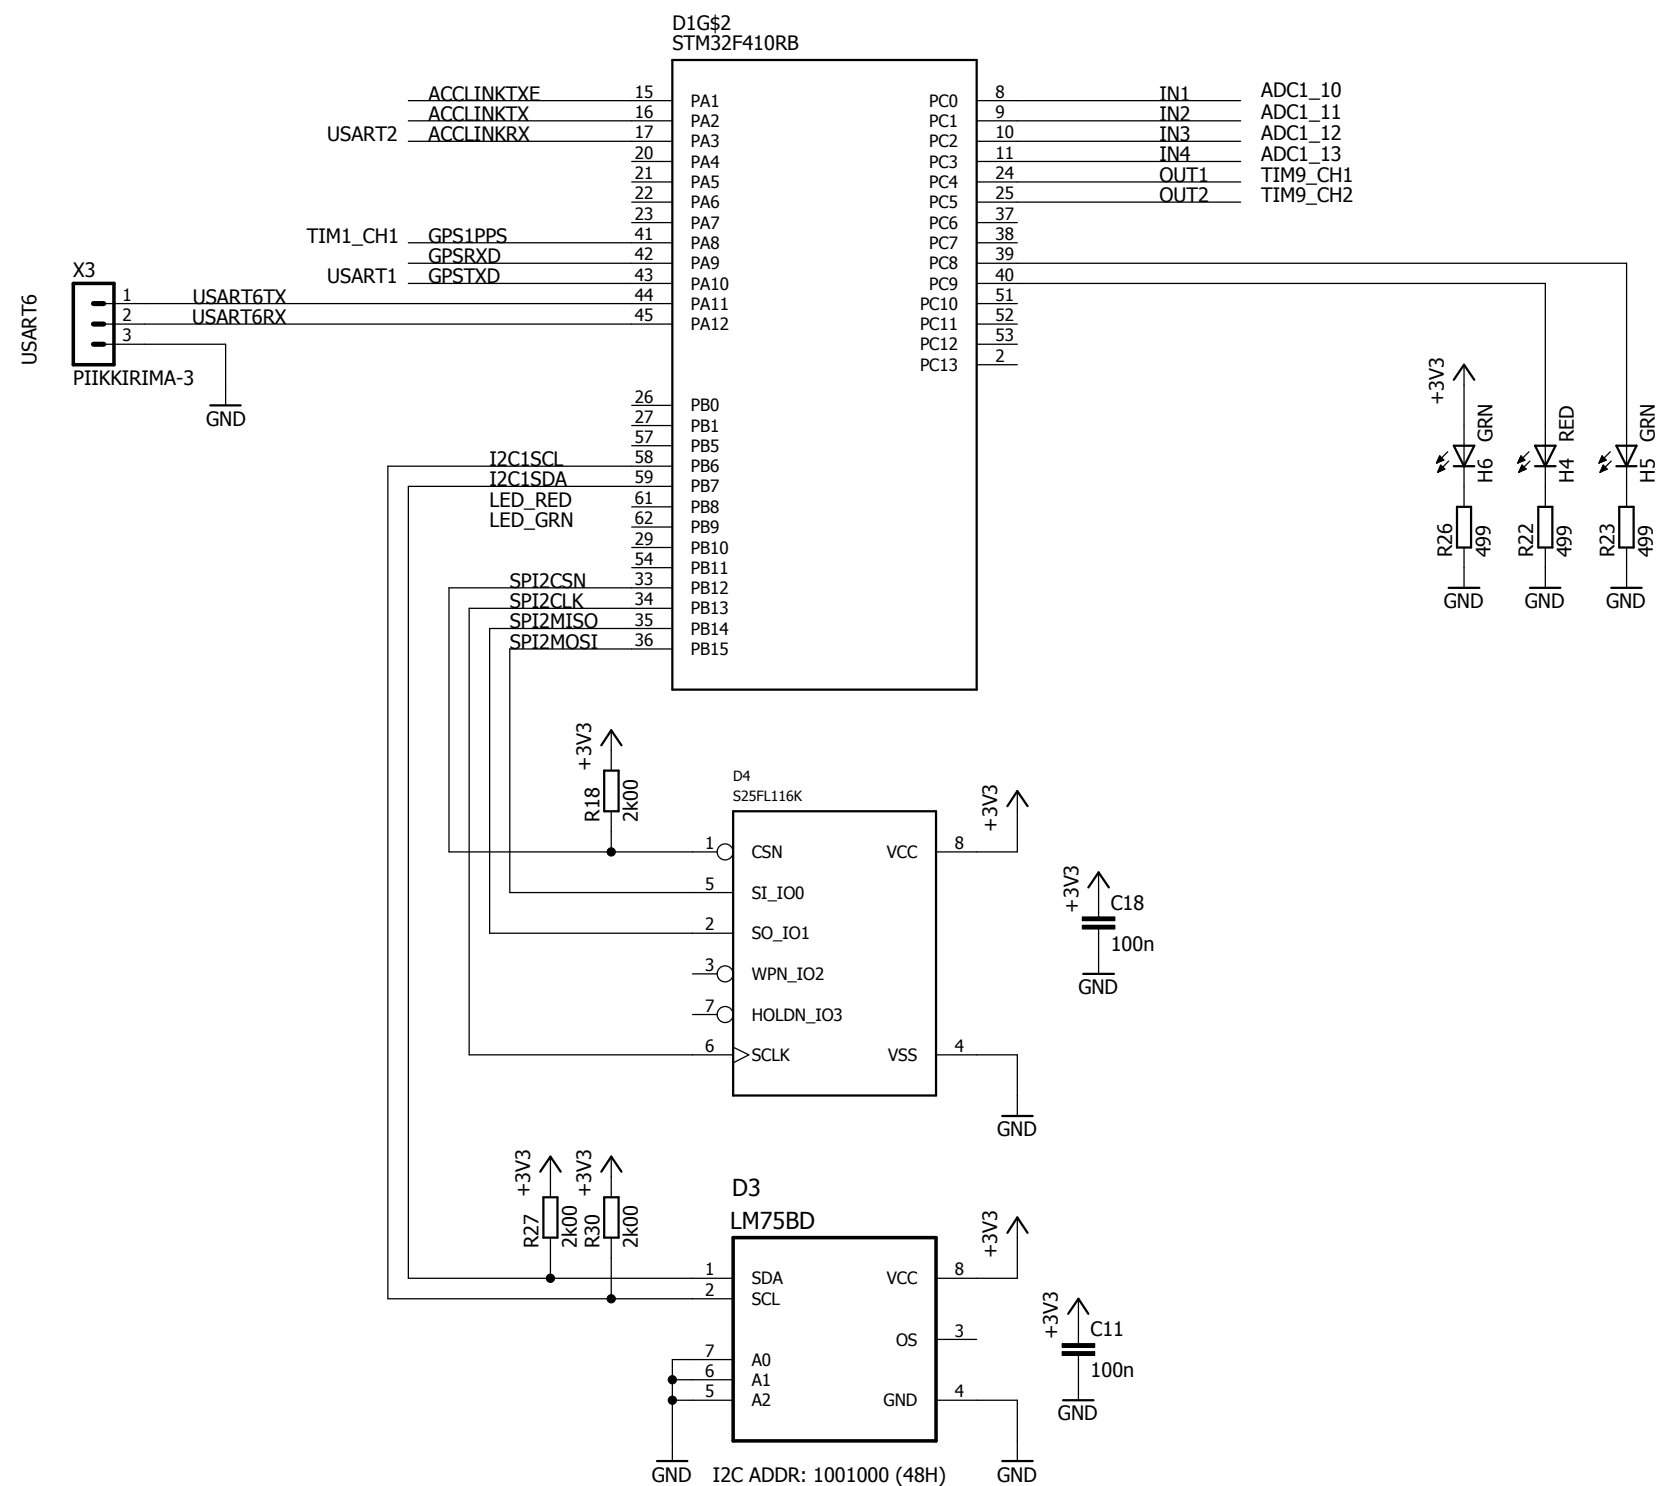 D1G$2
STM32F410RB
ACCLINKTXE 15 PA1 PC0 8 IN1 ADC1_10
ACCLINKTX 16 PA2 PC1 9 IN2 ADC1_11
USART2 ACCLINKRX 17 PA3 PC2 10 IN3 ADC1_12
20 PA4 PC3 11 IN4 ADC1_13
21 PA5 PC4 24 OUT1 TIM9_CH1
22 PA6 PC5 25 OUT2 TIM9_CH2
23 PA7 PC6 37
TIM1_CH1 GPS1PPS 41 PA8 PC7 38
GPSRXD 42 PA9 PC8 39
USART1 GPSTXD 43 PA10 PC9 40
X3
USART6
1 USART6TX 44 PA11 PC10 51
2 USART6RX 45 PA12 PC11 52
3 PC12 53
PC13 2
PIIKKIRIMA-3
GND
26 PB0
27 PB1
57 PB5
I2C1SCL 58 PB6
I2C1SDA 59 PB7
LED_RED 61 PB8
LED_GRN 62 PB9
29 PB10
54 PB11
SPI2CSN 33 PB12
SPI2CLK 34 PB13
SPI2MISO 35 PB14
SPI2MOSI 36 PB15
+3V3
GRN RED GRN
H6 H4 H5
R26 499 R22 499 R23 499
GND GND GND
+3V3
R18 2k00
D4
S25FL116K
+3V3
1 CSN VCC 8
5 SI_IO0
2 SO_IO1
3 WPN_IO2
7 HOLDN_IO3
6 SCLK VSS 4
GND
+3V3
C18
100n
GND
+3V3 +3V3
R27 2k00 R30 2k00
D3
LM75BD
+3V3
1 SDA VCC 8
2 SCL
OS 3
7 A0
6 A1
5 A2 GND 4
+3V3
C11
100n
GND
GND I2C ADDR: 1001000 (48H) GND